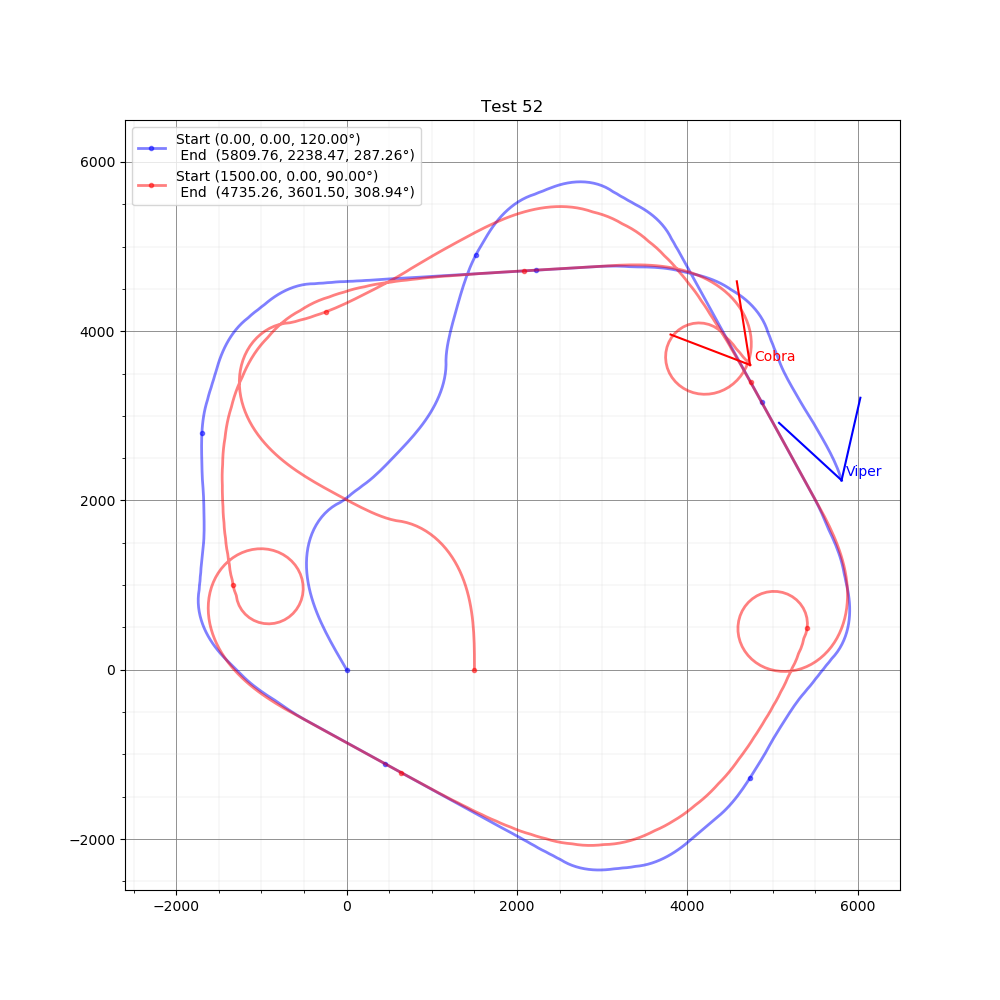 Test 52
Start (0.00, 0.00, 120.00°)
End (5809.76, 2238.47, 287.26°)
Start (1500.00, 0.00, 90.00°)
End (4735.26, 3601.50, 308.94°)
6000
4000
2000
0
−2000
Cobra
Viper
−2000
0
2000
4000
6000